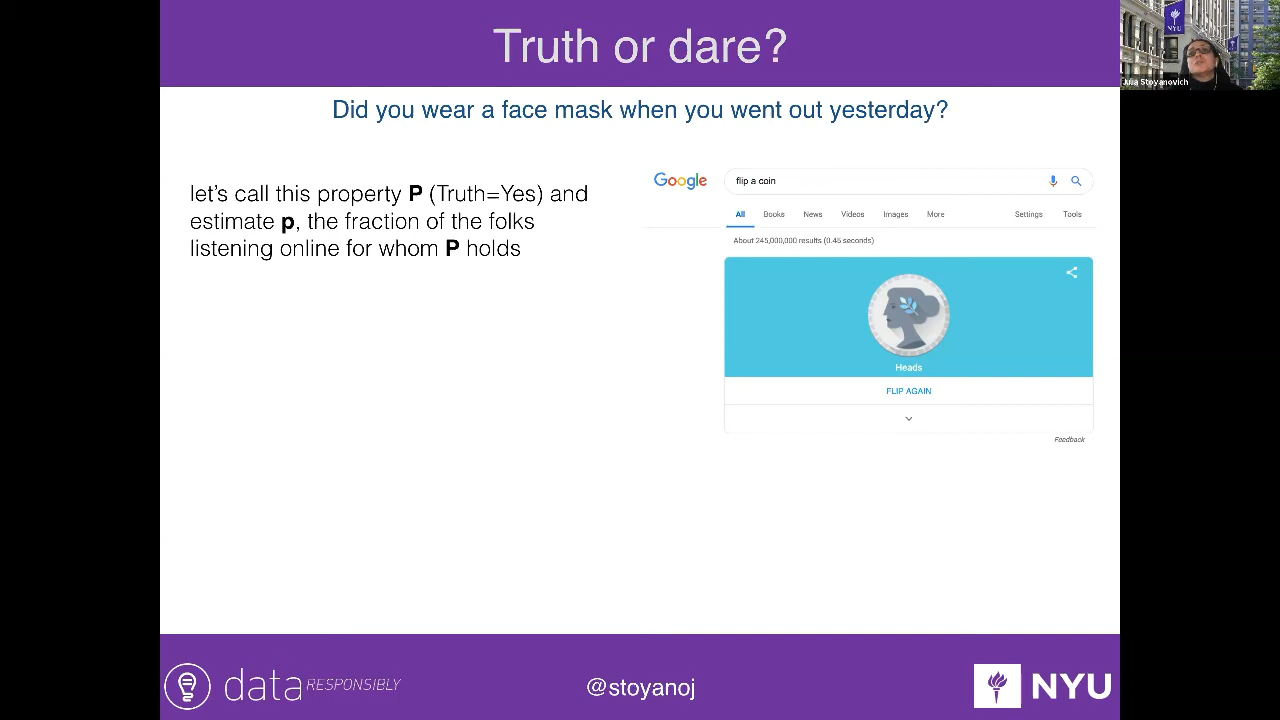 Truth or dare?
NYU
Julia Stoyanovich
Did you wear a face mask when you went out yesterday?
let's call this property P (Truth=Yes) and
estimate p, the fraction of the folks
listening online for whom P holds
Google
flip a coin
All Books News Videos Images More Settings Tools
About 245,000,000 results (0.45 seconds)
Heads
FLIP AGAIN
Feedback
data RESPONSIBLY
@stoyanoj
NYU